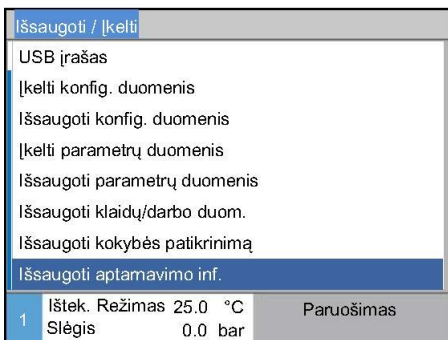 Išsaugoti / Įkelti
USB įrašas
Įkelti konfig. duomenis
Išsaugoti konfig. duomenis
Įkelti parametrų duomenis
Išsaugoti parametrų duomenis
Išsaugoti klaidų/darbo duom.
Išsaugoti kokybės patikrinimą
Išsaugoti aptarnavimo inf.
1 Ištek. Režimas 25.0 °C Paruošimas
Slėgis 0.0 bar